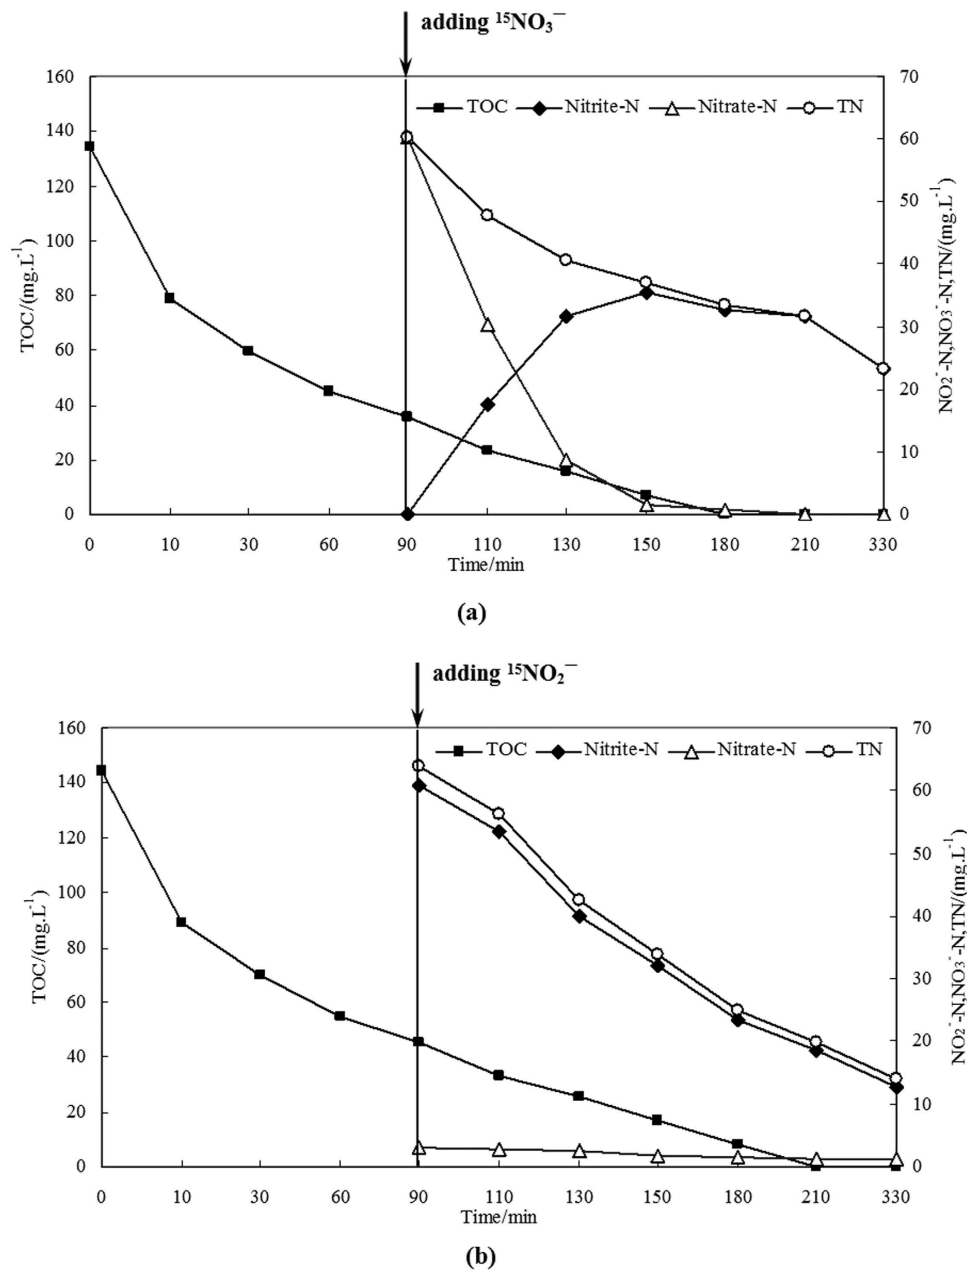 adding ¹⁵NO₃⁻
160
140
120
100
80
60
40
20
0
TOC/(mg.L⁻¹)
TOC Nitrite-N Nitrate-N TN
70
60
50
40
30
20
10
0
NO₂⁻-N,NO₃⁻-N,TN/(mg.L⁻¹)
0 10 30 60 90 110 130 150 180 210 330
Time/min
(a)
adding ¹⁵NO₂⁻
160
140
120
100
80
60
40
20
0
TOC/(mg.L⁻¹)
TOC Nitrite-N Nitrate-N TN
70
60
50
40
30
20
10
0
NO₂⁻-N,NO₃⁻-N,TN/(mg.L⁻¹)
0 10 30 60 90 110 130 150 180 210 330
Time/min
(b)